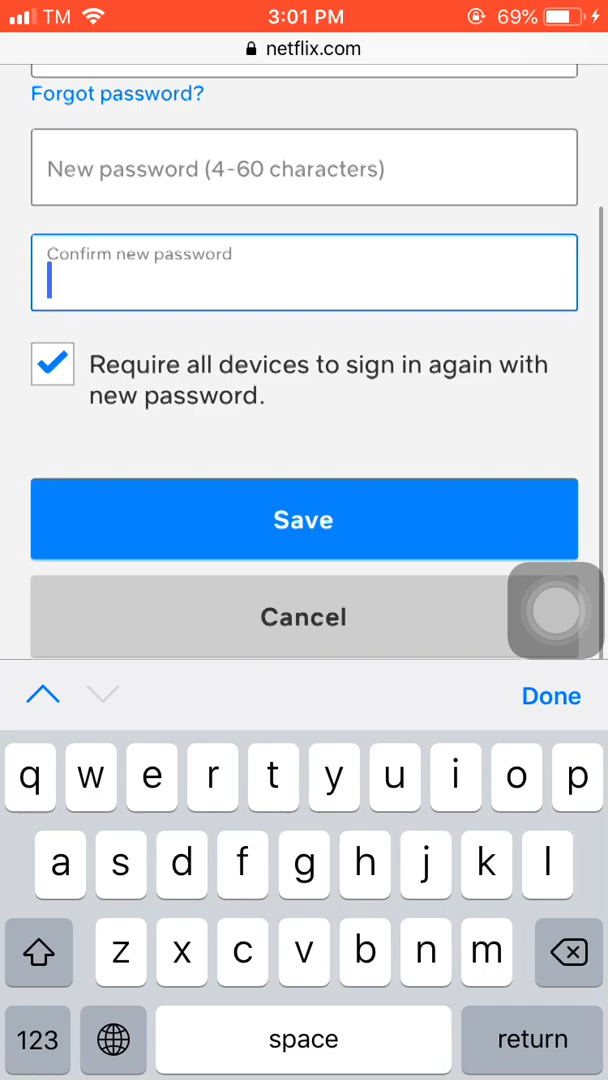 TM 3:01 PM 69%
netflix.com
Forgot password?
New password (4-60 characters)
Confirm new password
Require all devices to sign in again with
new password.
Save
Cancel
Done
q w e r t y u i o p
a s d f g h j k l
z x c v b n m
123 space return